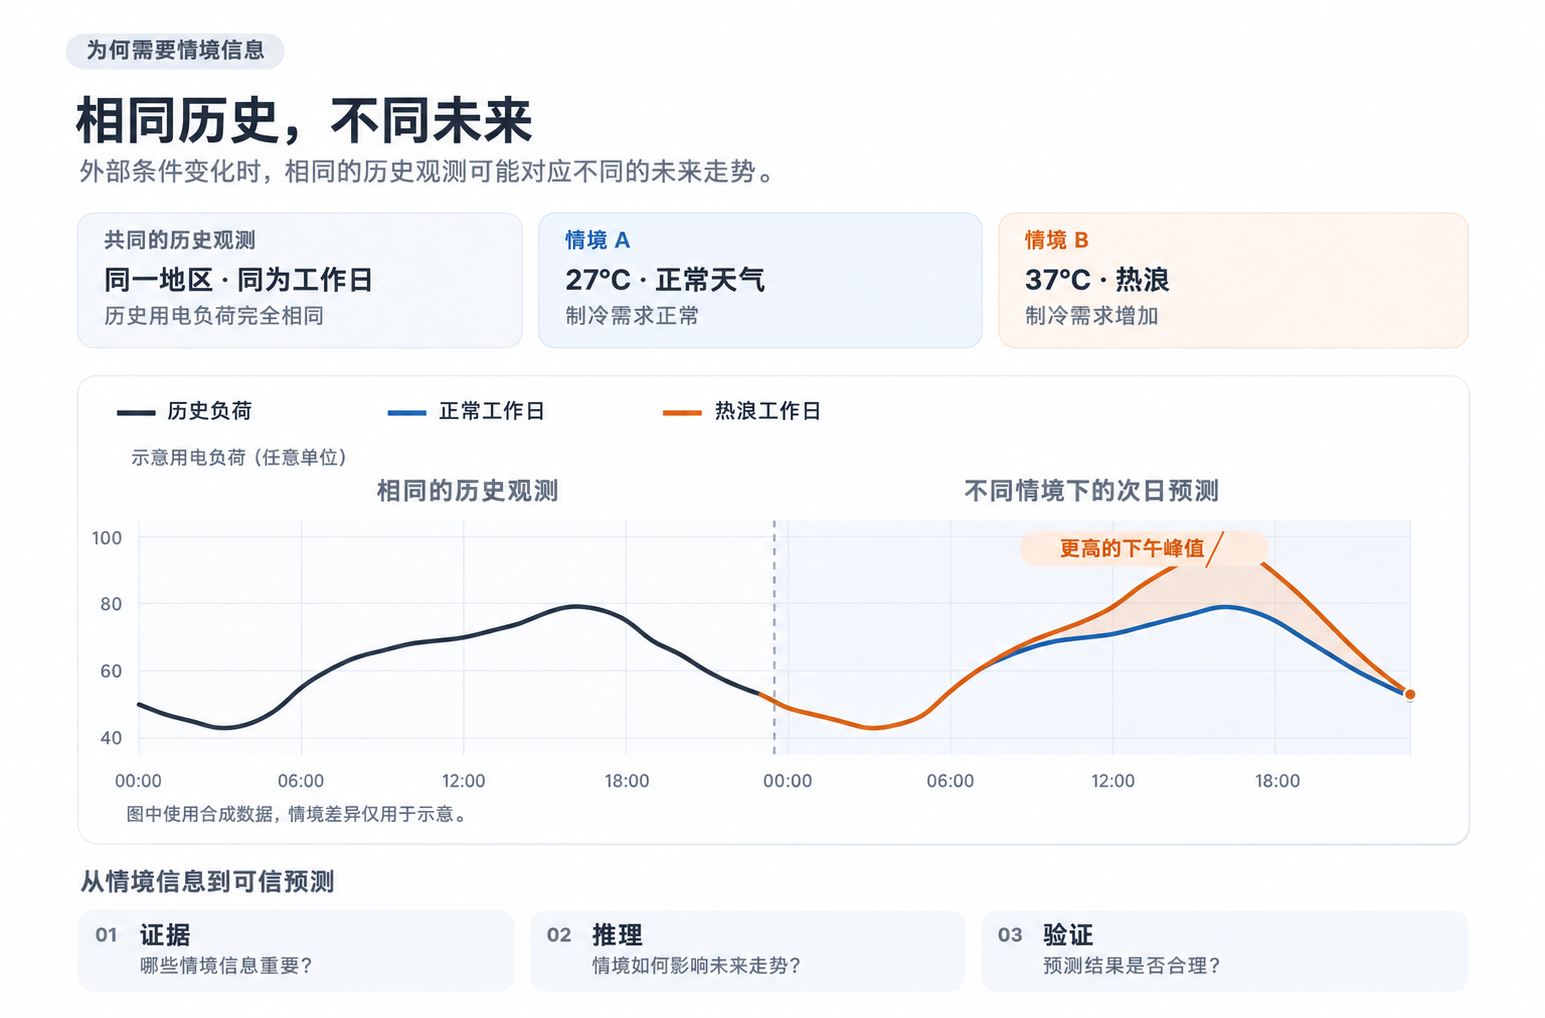 为何需要情境信息
相同历史，不同未来
外部条件变化时，相同的历史观测可能对应不同的未来走势。
共同的历史观测
同一地区 · 同为工作日
历史用电负荷完全相同
情境 A
27°C · 正常天气
制冷需求正常
情境 B
37°C · 热浪
制冷需求增加
历史负荷
正常工作日
热浪工作日
示意用电负荷（任意单位）
相同的历史观测
不同情境下的次日预测
更高的下午峰值
100
80
60
40
00:00 06:00 12:00 18:00 00:00 06:00 12:00 18:00
图中使用合成数据，情境差异仅用于示意。
从情境信息到可信预测
01 证据
哪些情境信息重要？
02 推理
情境如何影响未来走势？
03 验证
预测结果是否合理？